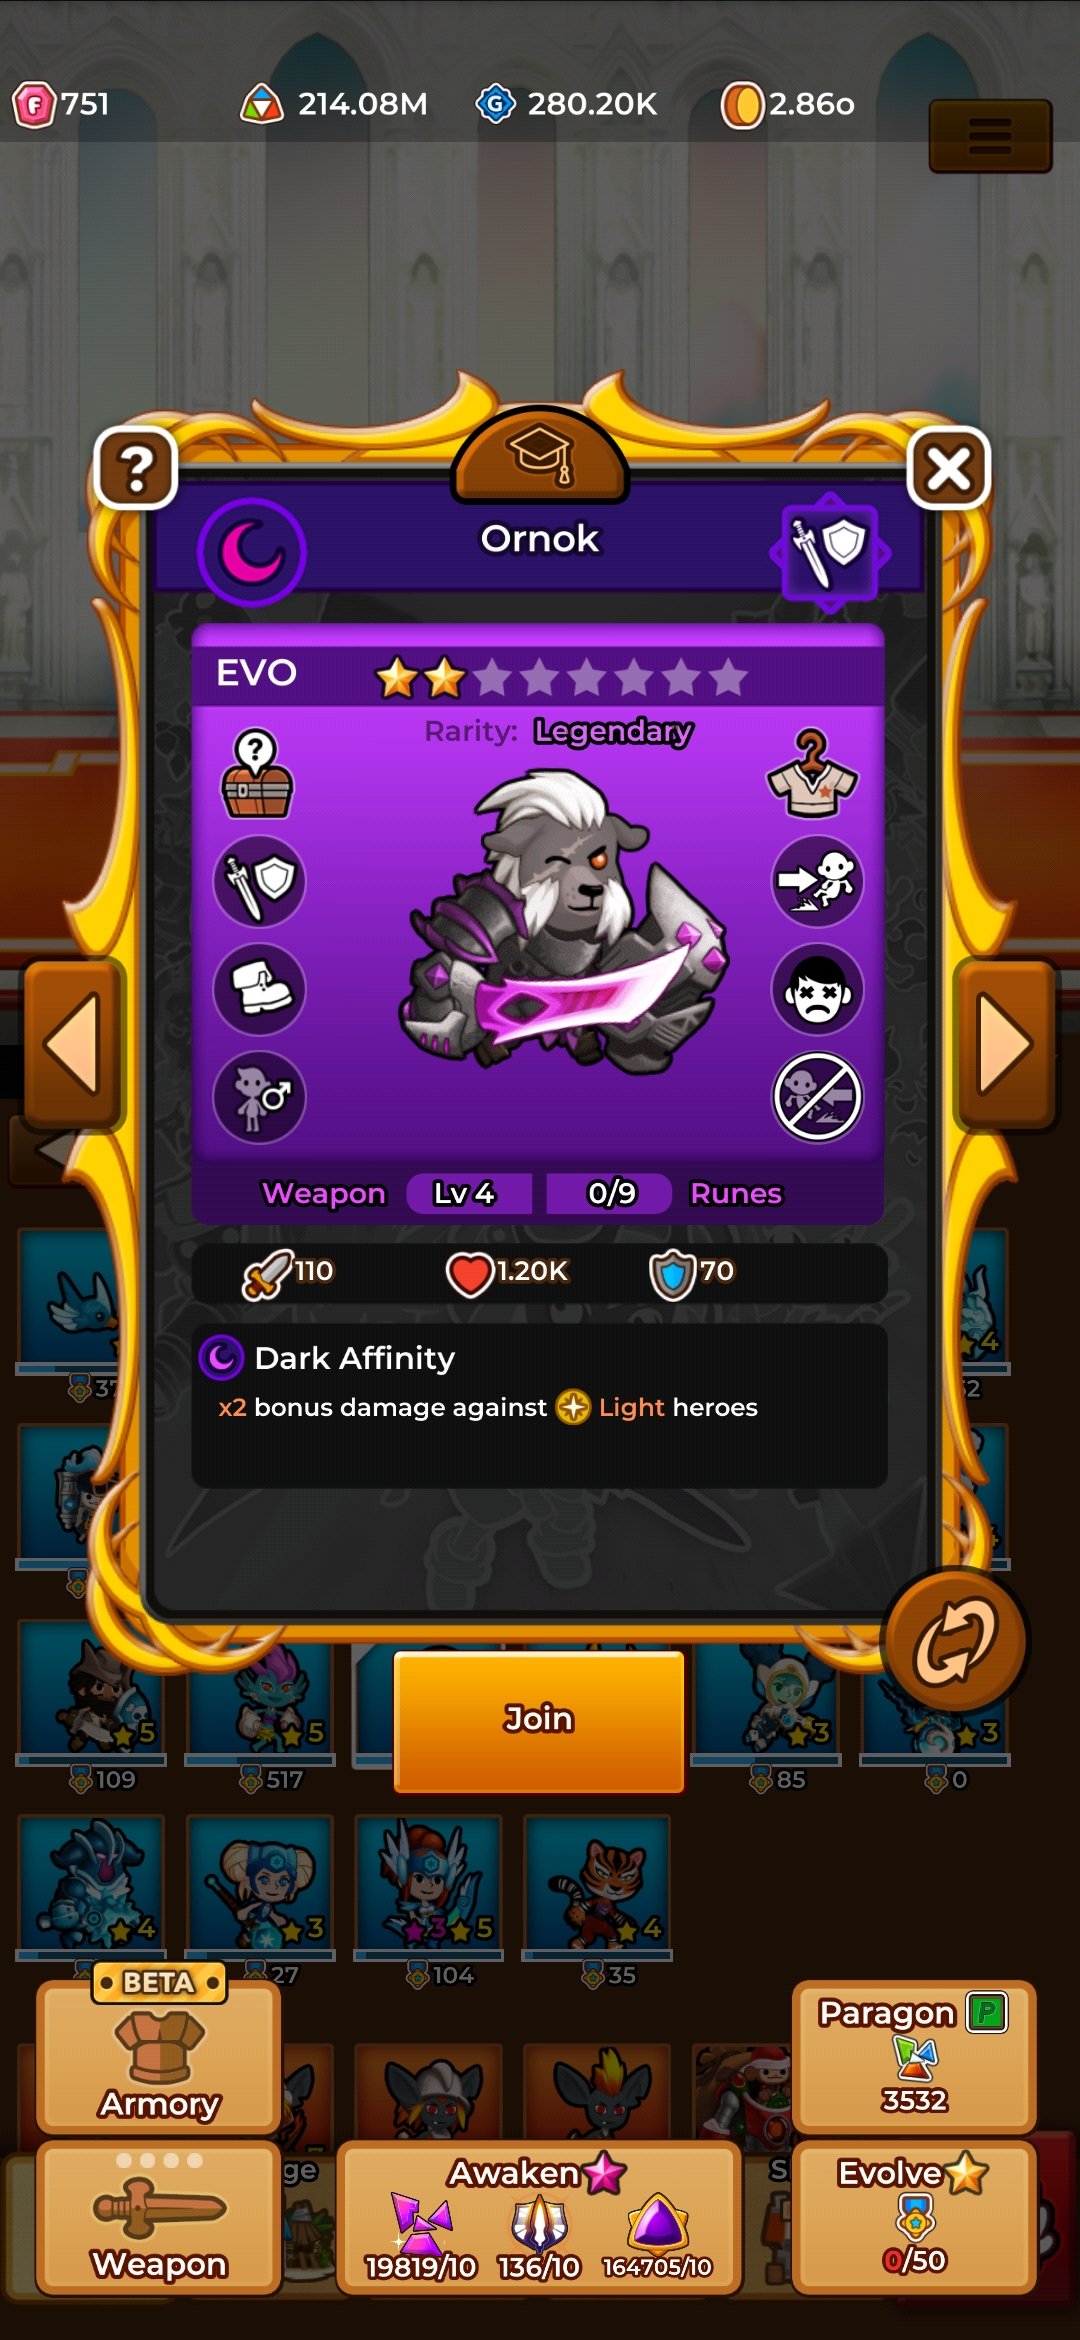 751
214.08M
280.20K
2.86o
Ornok
EVO
Rarity: Legendary
Weapon Lv 4 0/9 Runes
110 1.20K 70
Dark Affinity
x2 bonus damage against Light heroes
4
5 5 3 3
109 517 85 0
Join
4 3 3 5 4
27 104 35
BETA
Armory
Paragon P
3532
Weapon
Awaken
19819/10 136/10 164705/10
Evolve
0/50